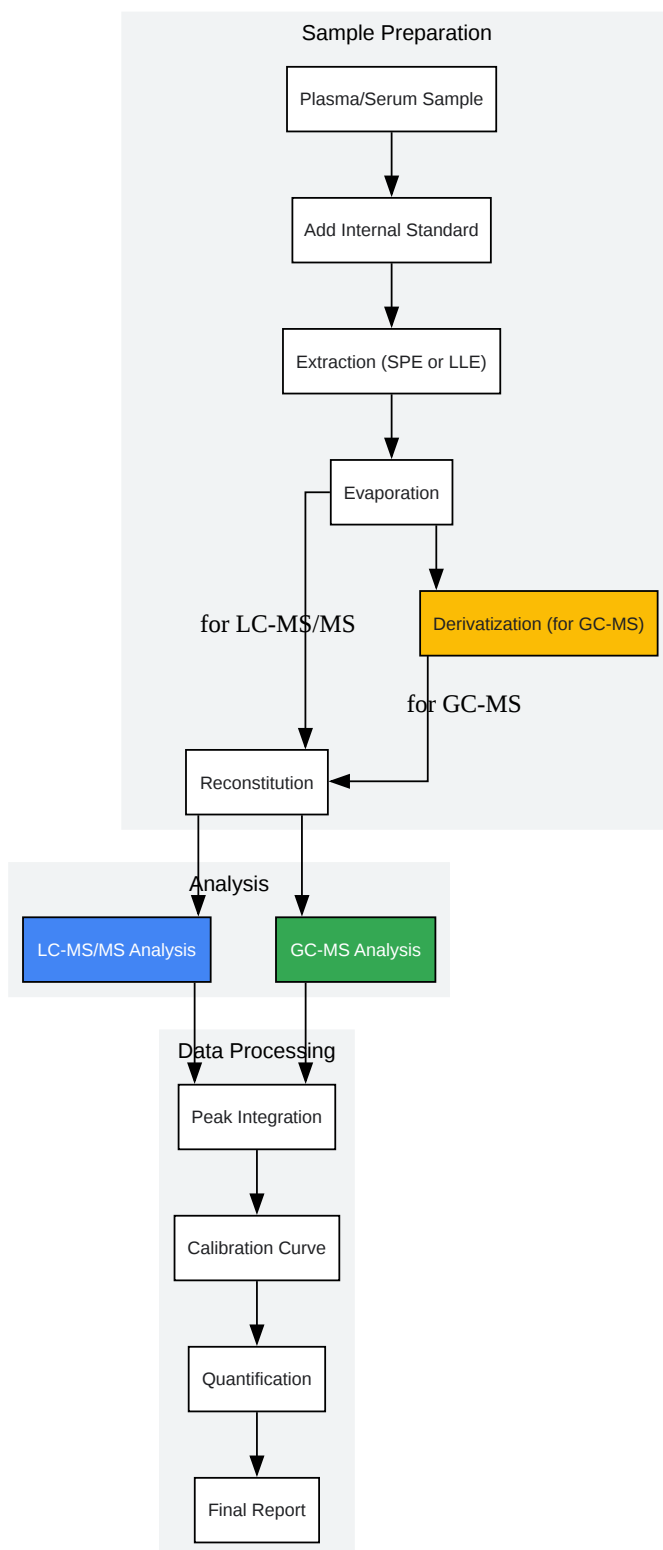 Sample Preparation
Plasma/Serum Sample
Add Internal Standard
Extraction (SPE or LLE)
Evaporation
for LC-MS/MS
Derivatization (for GC-MS)
for GC-MS
Reconstitution
Analysis
LC-MS/MS Analysis
GC-MS Analysis
Data Processing
Peak Integration
Calibration Curve
Quantification
Final Report